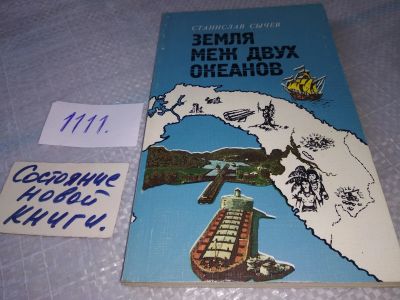 СТАНИСЛАВ СЫЧЕВ
ЗЕМЛЯ
МЕЖ ДВУХ
ОКЕАНОВ
1111.
Состояние
новой
книги.